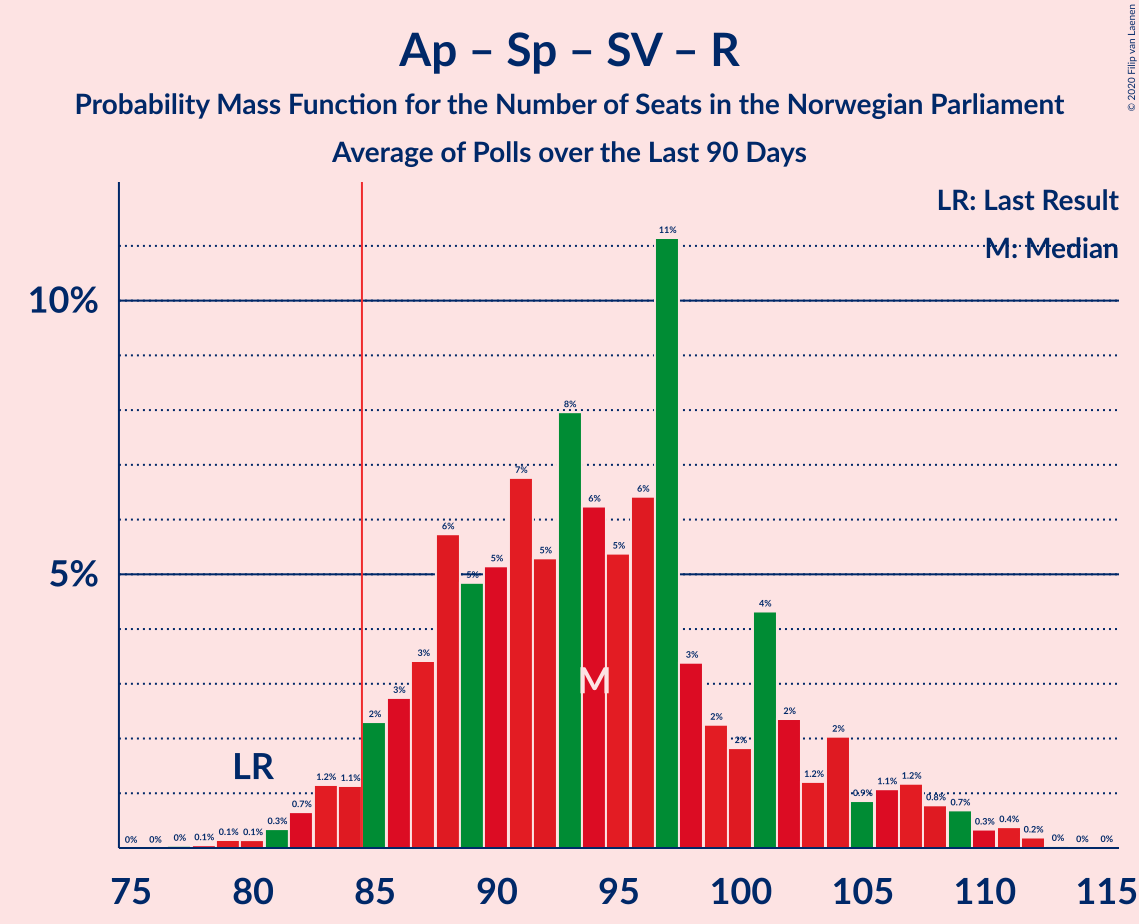 Ap – Sp – SV – R
Probability Mass Function for the Number of Seats in the Norwegian Parliament
Average of Polls over the Last 90 Days
© 2020 Filip van Laenen
LR: Last Result
M: Median
10%
5%
0% 0% 0% 0.1% 0.1% 0.1% 0.3% 0.7% 1.2% 1.1% 2% 3% 3% 6% 5% 5% 7% 5% 8% 6% 5% 6% 11% 3% 2% 2% 4% 2% 1.2% 2% 0.9% 1.1% 1.2% 0.8% 0.7% 0.3% 0.4% 0.2% 0% 0% 0%
LR
M
75 80 85 90 95 100 105 110 115